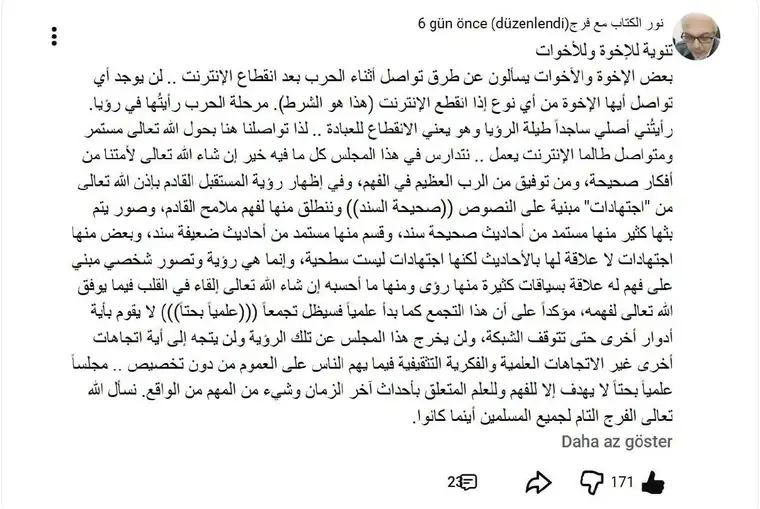 نور الكتاب مع فرج 6 gün önce (düzenlendi)
تنوية للإخوة وللأخوات
بعض الإخوة والأخوات يسألون عن طرق تواصل أثناء الحرب بعد انقطاع الإنترنت .. لن يوجد أي
تواصل أيها الإخوة من أي نوع إذا انقطع الإنترنت (هذا هو الشرط). مرحلة الحرب رأيتُها في رؤيا.
رأيتُني أصلي ساجداً طيلة الرؤيا وهو يعني الانقطاع للعبادة .. لذا تواصلنا هنا بحول الله تعالى مستمر
ومتواصل طالما الإنترنت يعمل .. نتدارس في هذا المجلس كل ما فيه خير إن شاء الله تعالى لأمتنا من
أفكار صحيحة، ومن توفيق من الرب العظيم في الفهم، وفي إظهار رؤية المستقبل القادم بإذن الله تعالى
من "اجتهادات" مبنية على النصوص ((صحيحة السند)) وننطلق منها لفهم ملامح القادم، وصور يتم
بثها كثير منها مستمد من أحاديث صحيحة سند، وقسم منها مستمد من أحاديث ضعيفة سند، وبعض منها
اجتهادات لا علاقة لها بالأحاديث لكنها اجتهادات ليست سطحية، وإنما هي رؤية وتصور شخصي مبني
على فهم له علاقة بسياقات كثيرة منها رؤى ومنها ما أحسبه إن شاء الله تعالى إلقاء في القلب فيما يوفق
الله تعالى لفهمه، مؤكداً على أن هذا التجمع كما بدأ علمياً فسيظل تجمعاً (((علمياً بحتاً))) لا يقوم بأية
أدوار أخرى حتى تتوقف الشبكة، ولن يخرج هذا المجلس عن تلك الرؤية ولن يتجه إلى أية اتجاهات
أخرى غير الاتجاهات العلمية والفكرية التثقيفية فيما يهم الناس على العموم من دون تخصيص .. مجلساً
علمياً بحتاً لا يهدف إلا للفهم وللعلم المتعلق بأحداث آخر الزمان وشيء من المهم من الواقع. نسأل الله
تعالى الفرج التام لجميع المسلمين أينما كانوا.
Daha az göster
171 23